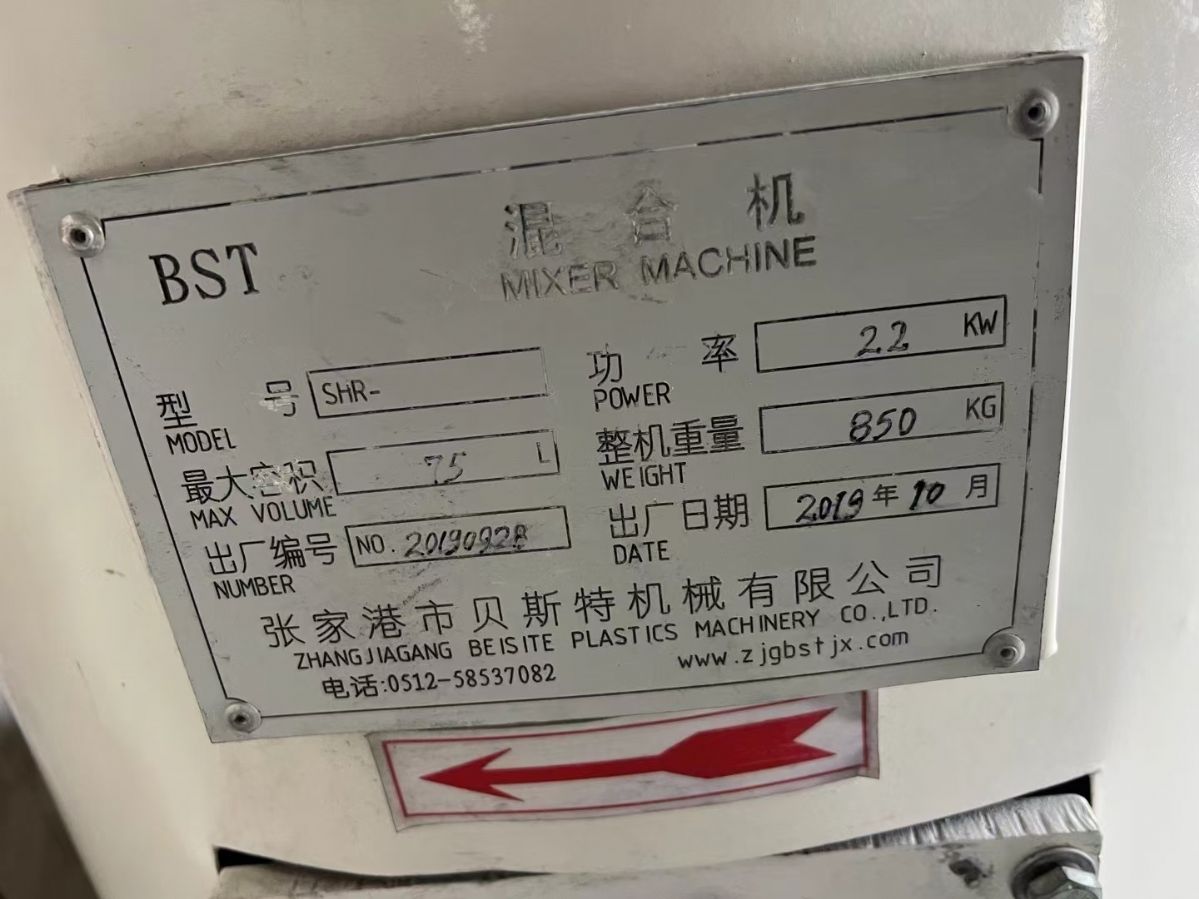 BST
混合机
MIXER MACHINE
型号 SHR-
MODEL
功率 22 KW
POWER
最大容积 75 L
MAX VOLUME
整机重量 850 KG
WEIGHT
出厂编号 NO. 20190928
NUMBER
出厂日期 2019年10月
DATE
张家港市贝斯特机械有限公司
ZHANGJIAGANG BEISITE PLASTICS MACHINERY CO.,LTD.
电话:0512-58537082
www.zjgbstjx.com